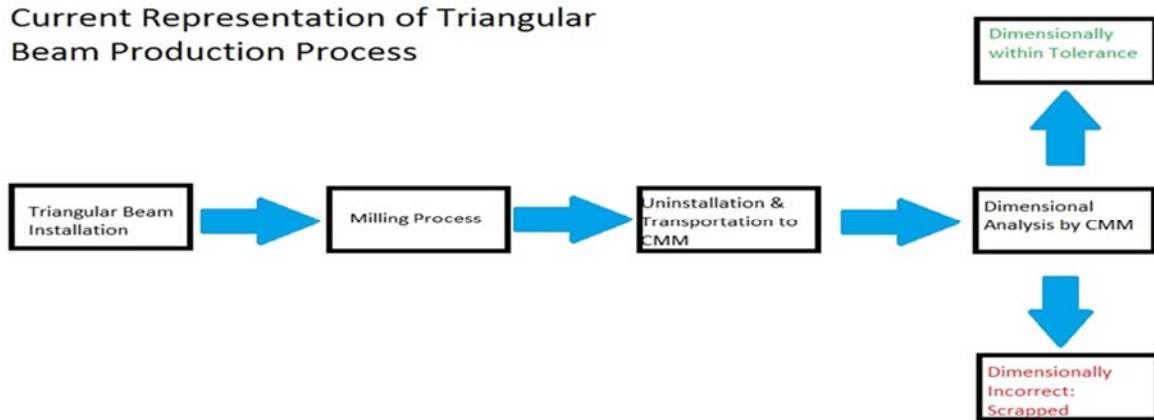 Current Representation of Triangular
Beam Production Process
Dimensionally
within Tolerance
Triangular Beam
Installation
Milling Process
Uninstallation &
Transportation to
CMM
Dimensional
Analysis by CMM
Dimensionally
Incorrect:
Scrapped